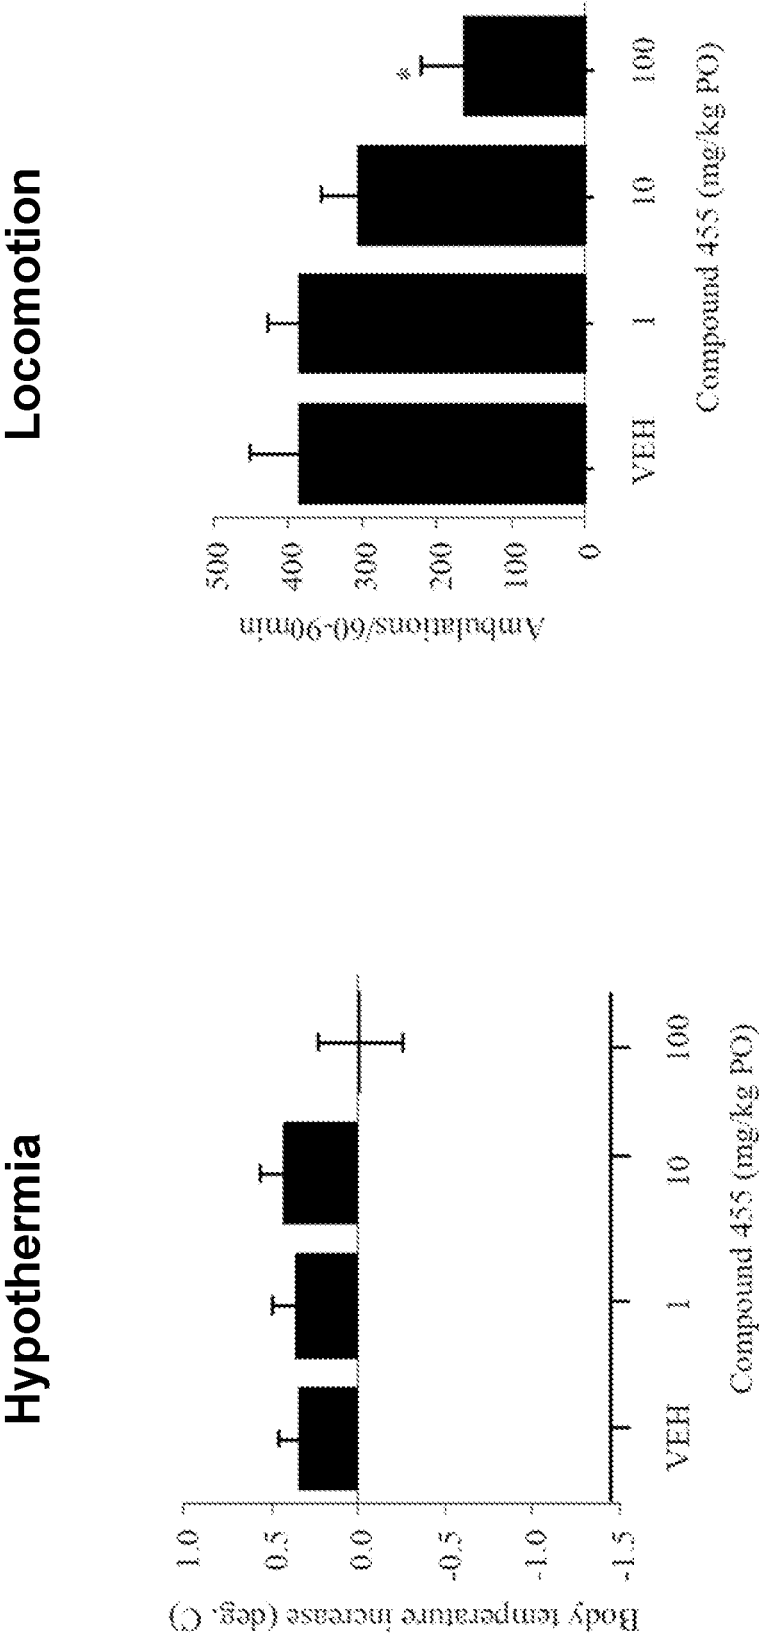 Hypothermia
Body temperature increase (deg. C)
1.0
0.5
0.0
-0.5
-1.0
-1.5
VEH 1 10 100
Compound 455 (mg/kg PO)
Locomotion
Ambulations/60-90min
500
400
300
200
100
0
*
VEH 1 10 100
Compound 455 (mg/kg PO)